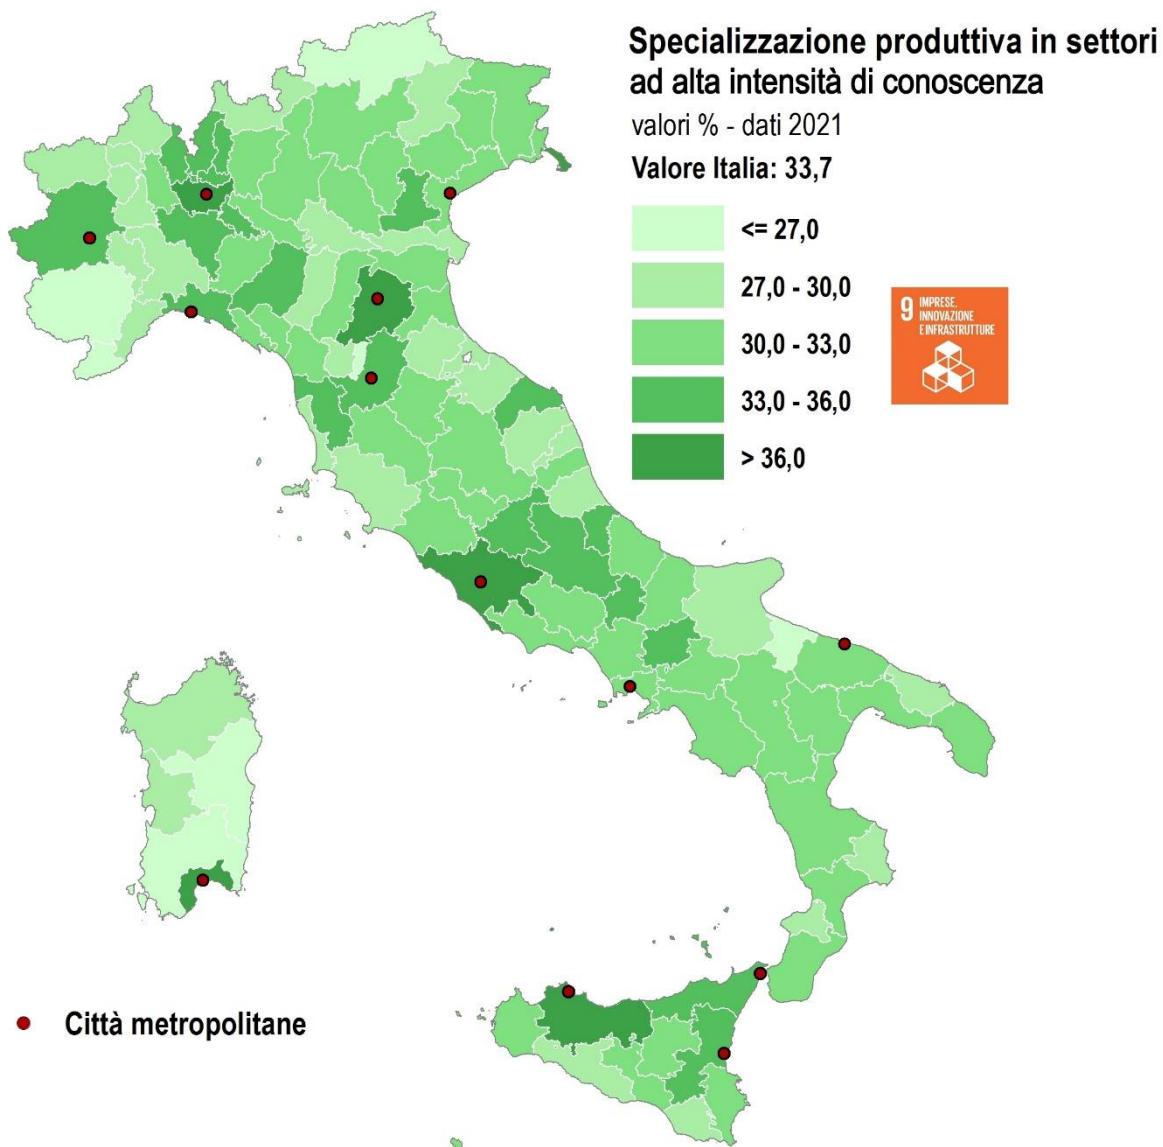 Specializzazione produttiva in settori
ad alta intensità di conoscenza
valori % - dati 2021
Valore Italia: 33,7
<= 27,0
27,0 - 30,0
30,0 - 33,0
33,0 - 36,0
> 36,0
9 IMPRESE,
INNOVAZIONE
E INFRASTRUTTURE
Città metropolitane